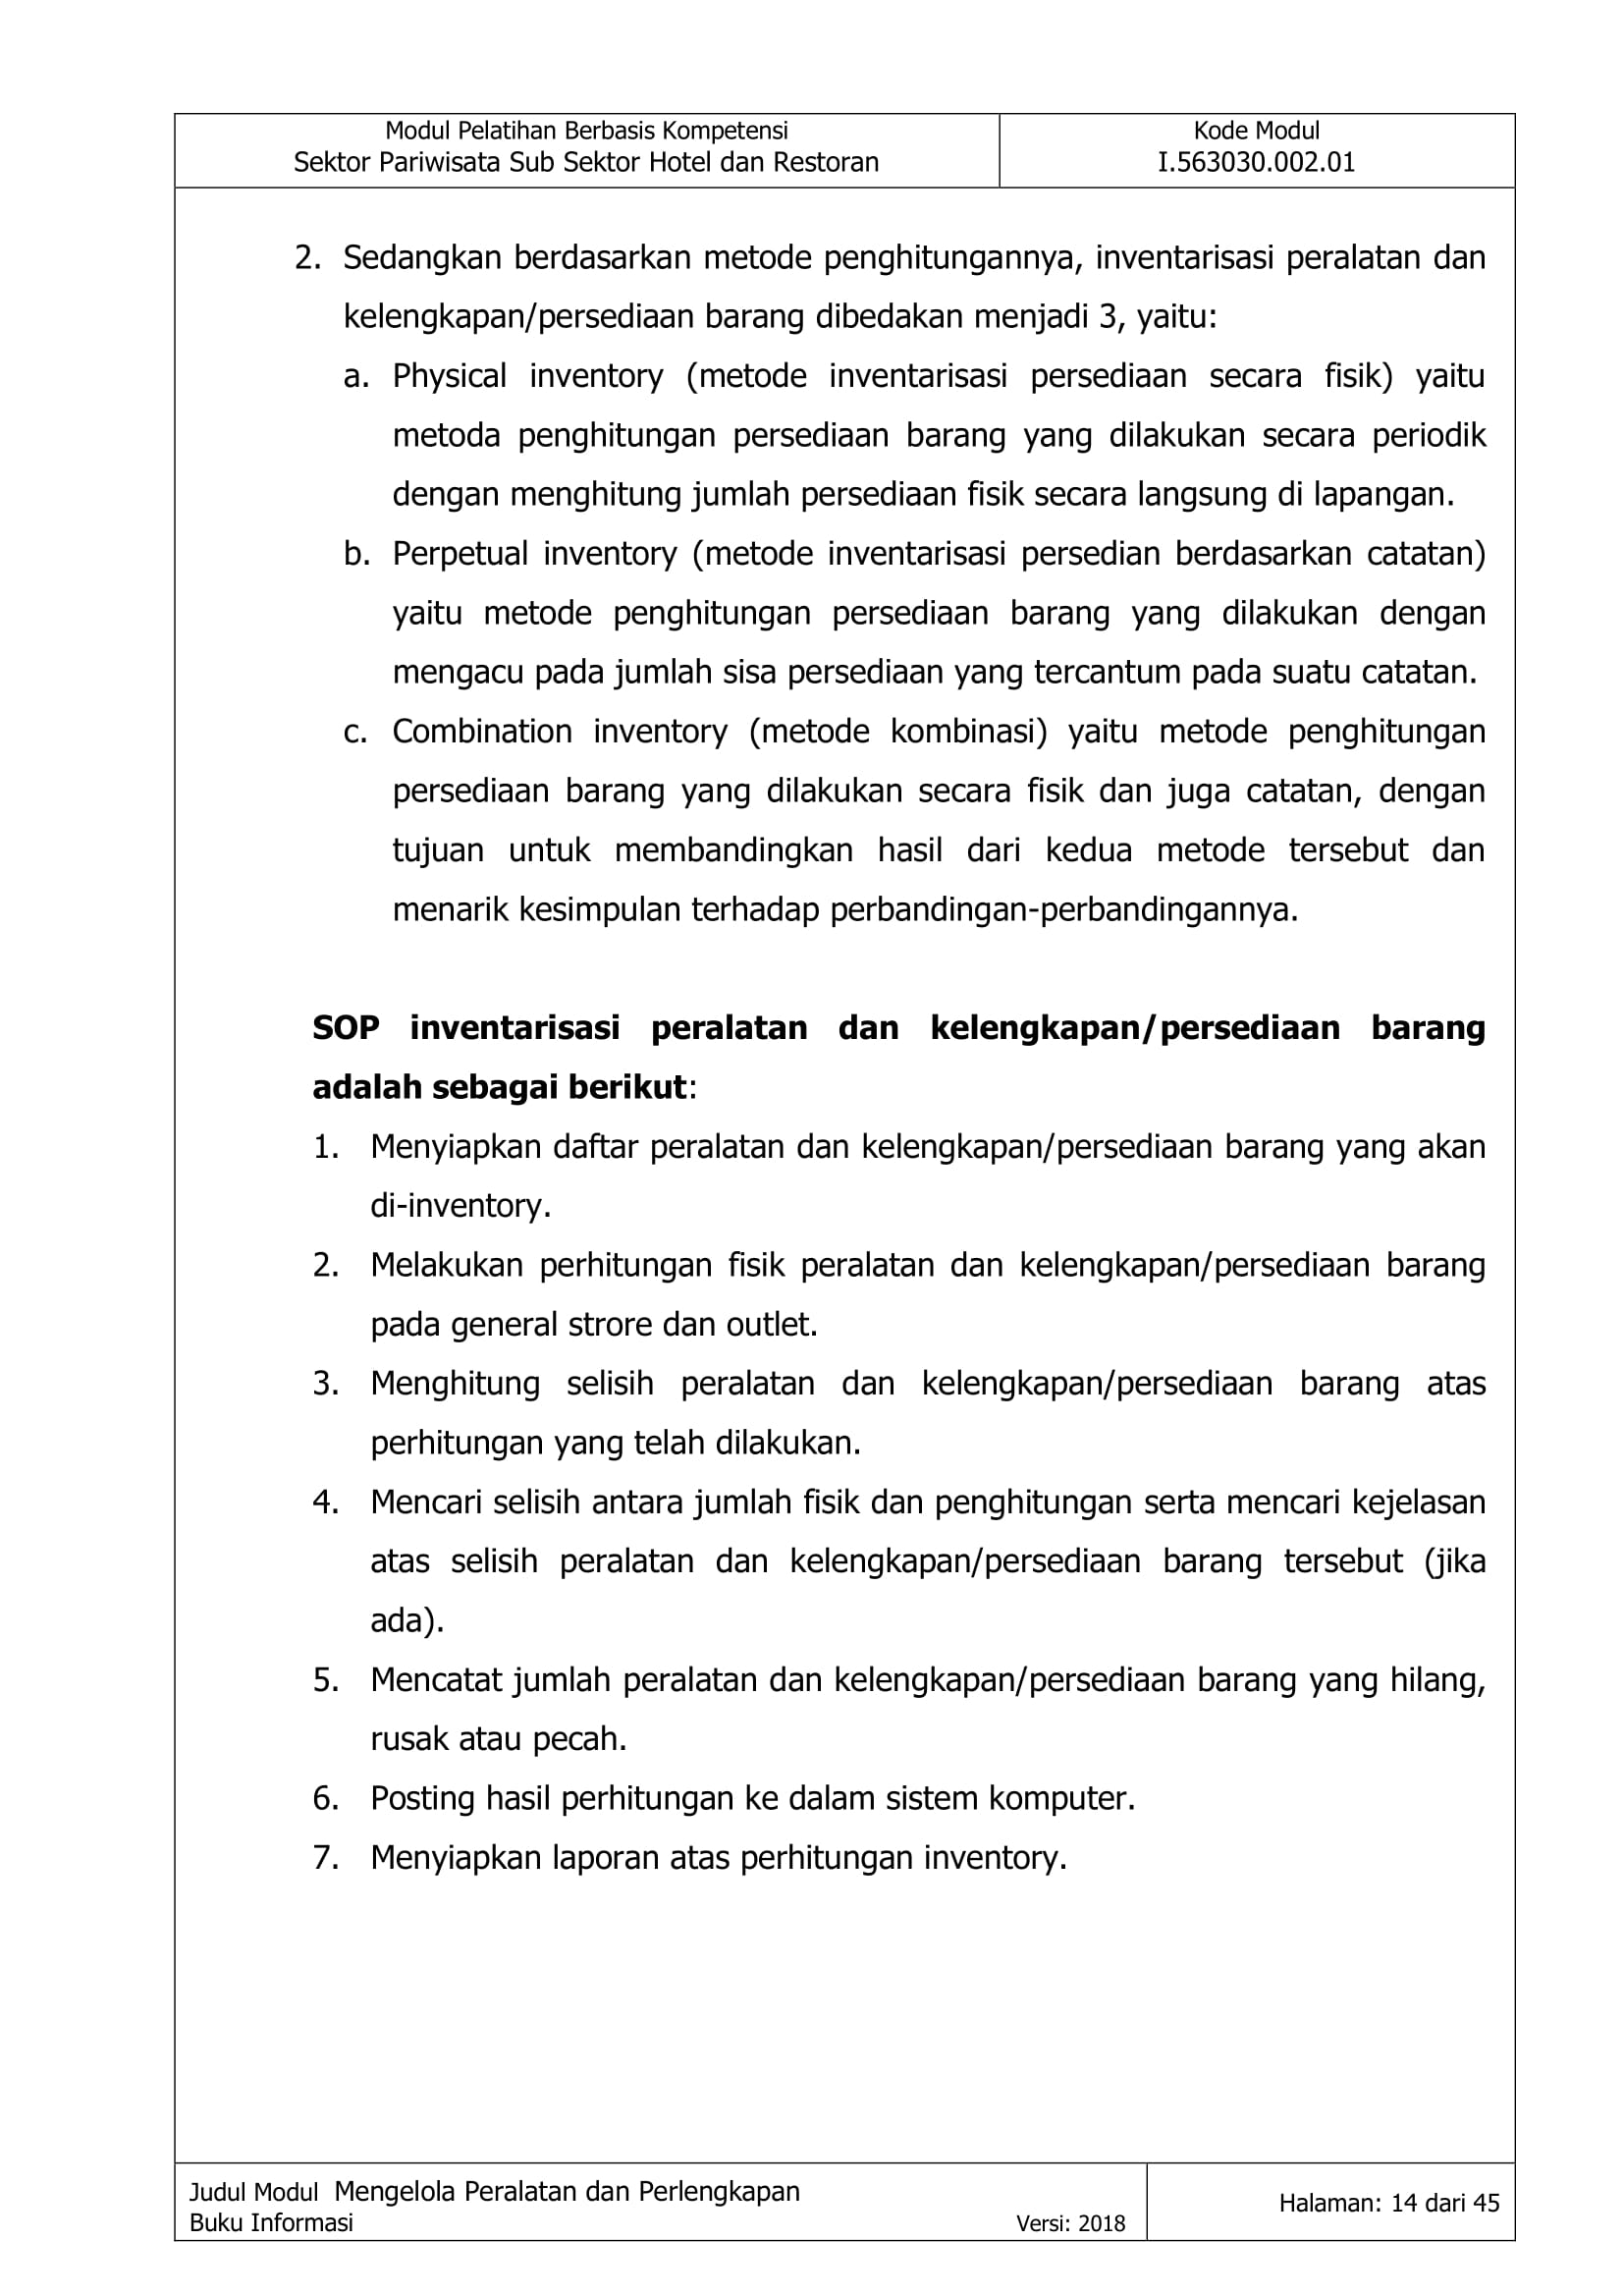 Modul Pelatihan Berbasis Kompetensi
Sektor Pariwisata Sub Sektor Hotel dan Restoran
Kode Modul
I.563030.002.01
2. Sedangkan berdasarkan metode penghitungannya, inventarisasi peralatan dan
kelengkapan/persediaan barang dibedakan menjadi 3, yaitu:
a. Physical inventory (metode inventarisasi persediaan secara fisik) yaitu
metoda penghitungan persediaan barang yang dilakukan secara periodik
dengan menghitung jumlah persediaan fisik secara langsung di lapangan.
b. Perpetual inventory (metode inventarisasi persedian berdasarkan catatan)
yaitu metode penghitungan persediaan barang yang dilakukan dengan
mengacu pada jumlah sisa persediaan yang tercantum pada suatu catatan.
c. Combination inventory (metode kombinasi) yaitu metode penghitungan
persediaan barang yang dilakukan secara fisik dan juga catatan, dengan
tujuan untuk membandingkan hasil dari kedua metode tersebut dan
menarik kesimpulan terhadap perbandingan-perbandingannya.
SOP inventarisasi peralatan dan kelengkapan/persediaan barang
adalah sebagai berikut:
1. Menyiapkan daftar peralatan dan kelengkapan/persediaan barang yang akan
di-inventory.
2. Melakukan perhitungan fisik peralatan dan kelengkapan/persediaan barang
pada general strore dan outlet.
3. Menghitung selisih peralatan dan kelengkapan/persediaan barang atas
perhitungan yang telah dilakukan.
4. Mencari selisih antara jumlah fisik dan penghitungan serta mencari kejelasan
atas selisih peralatan dan kelengkapan/persediaan barang tersebut (jika
ada).
5. Mencatat jumlah peralatan dan kelengkapan/persediaan barang yang hilang,
rusak atau pecah.
6. Posting hasil perhitungan ke dalam sistem komputer.
7. Menyiapkan laporan atas perhitungan inventory.
Judul Modul Mengelola Peralatan dan Perlengkapan
Buku Informasi Versi: 2018
Halaman: 14 dari 45